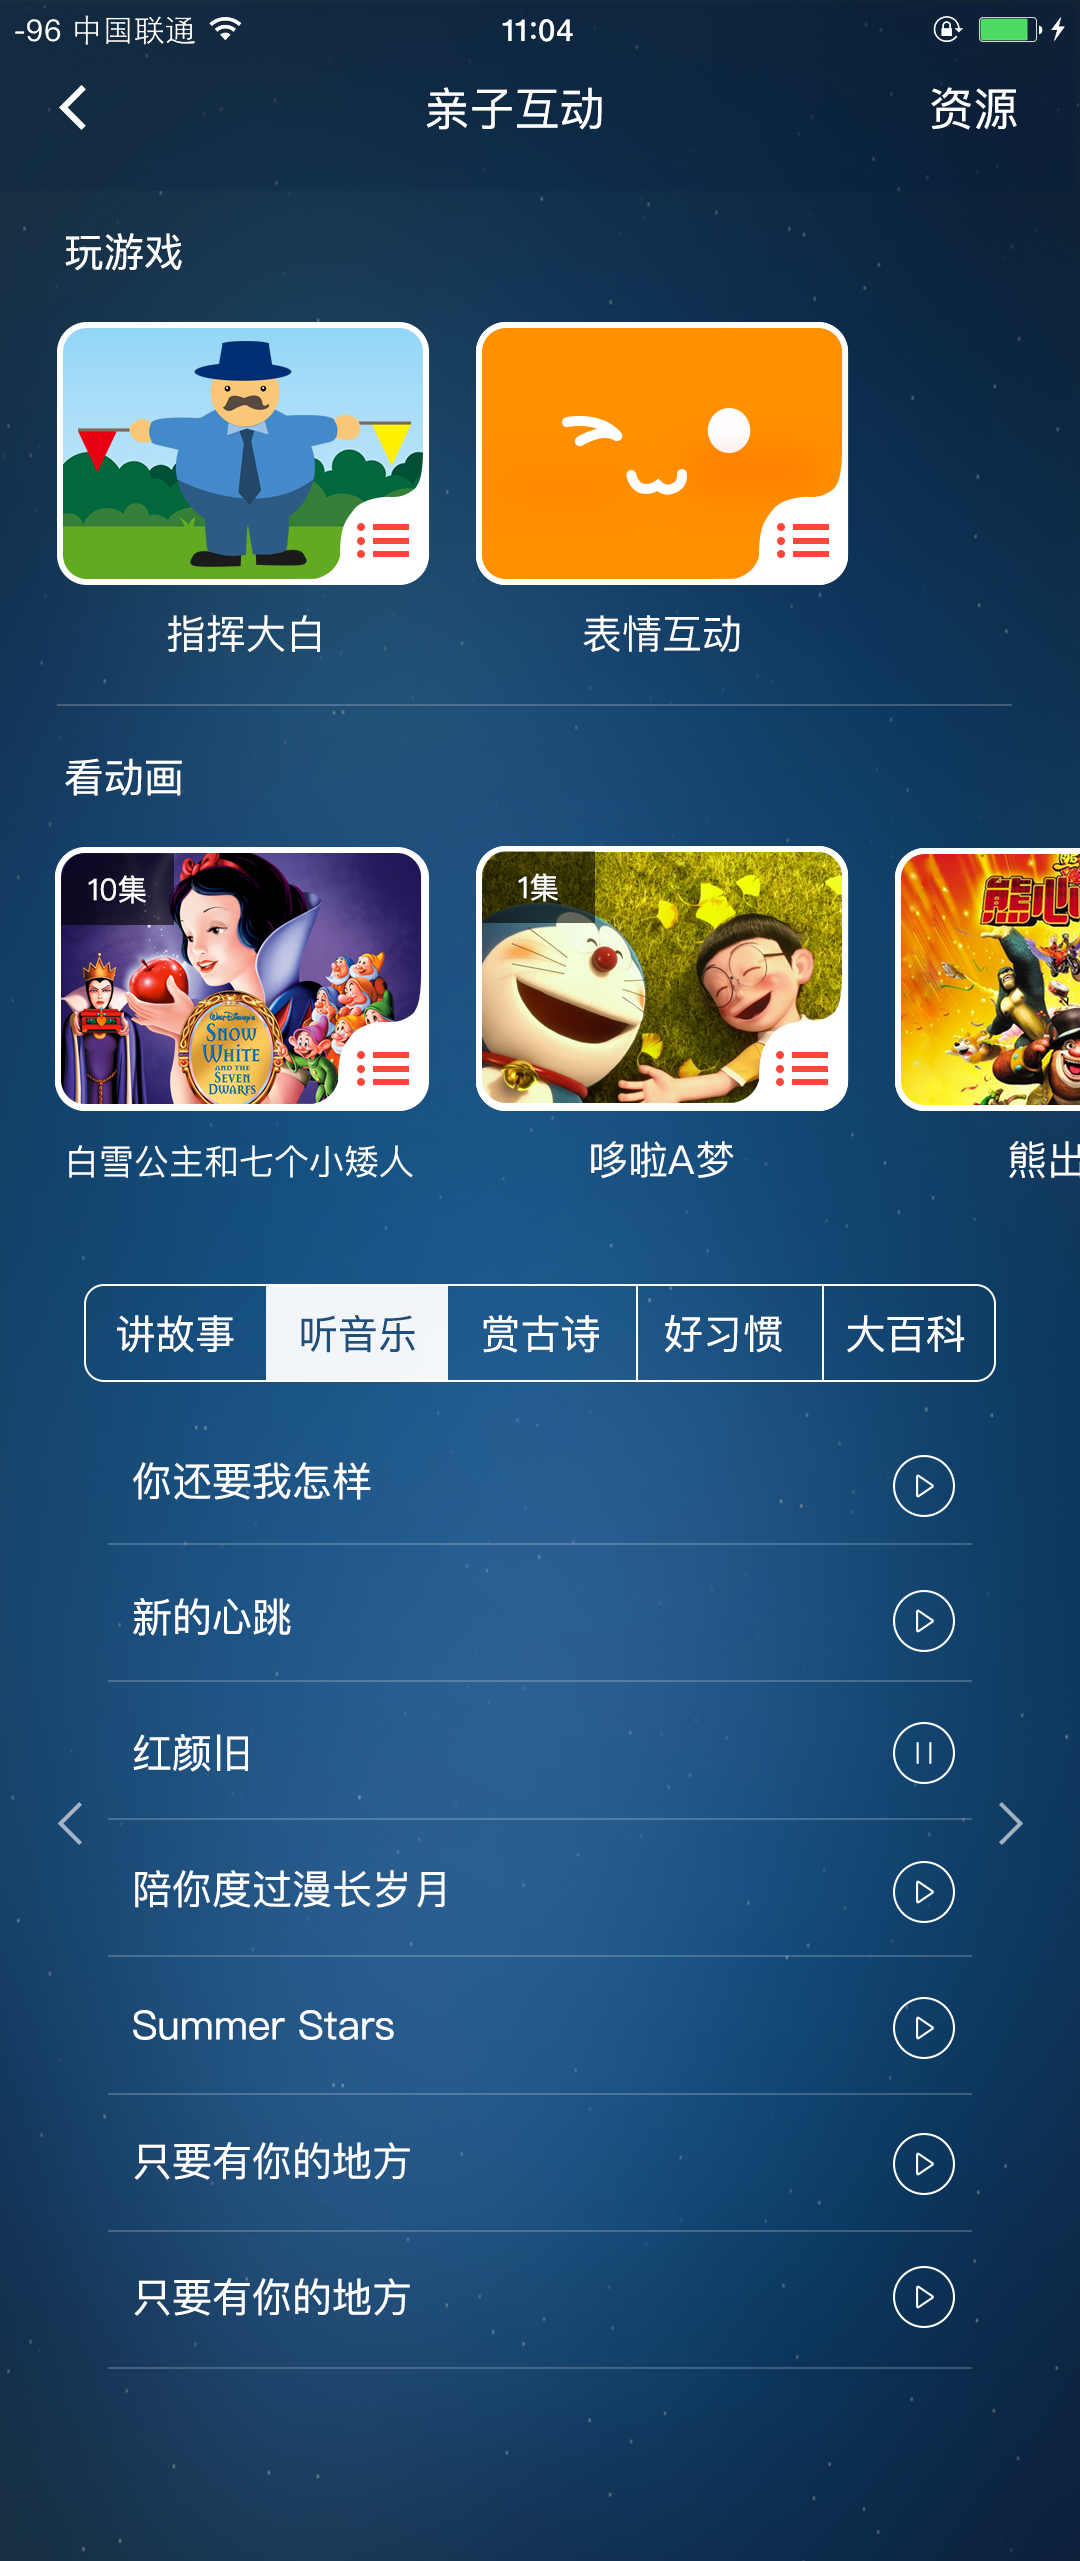 -96 中国联通
11:04
亲子互动
资源
玩游戏
指挥大白
表情互动
看动画
10集
Walt Disney's
SNOW
WHITE
AND THE
SEVEN
DWARFS
1集
熊心
白雪公主和七个小矮人
哆啦A梦
熊出
讲故事
听音乐
赏古诗
好习惯
大百科
你还要我怎样
新的心跳
红颜旧
陪你度过漫长岁月
Summer Stars
只要有你的地方
只要有你的地方